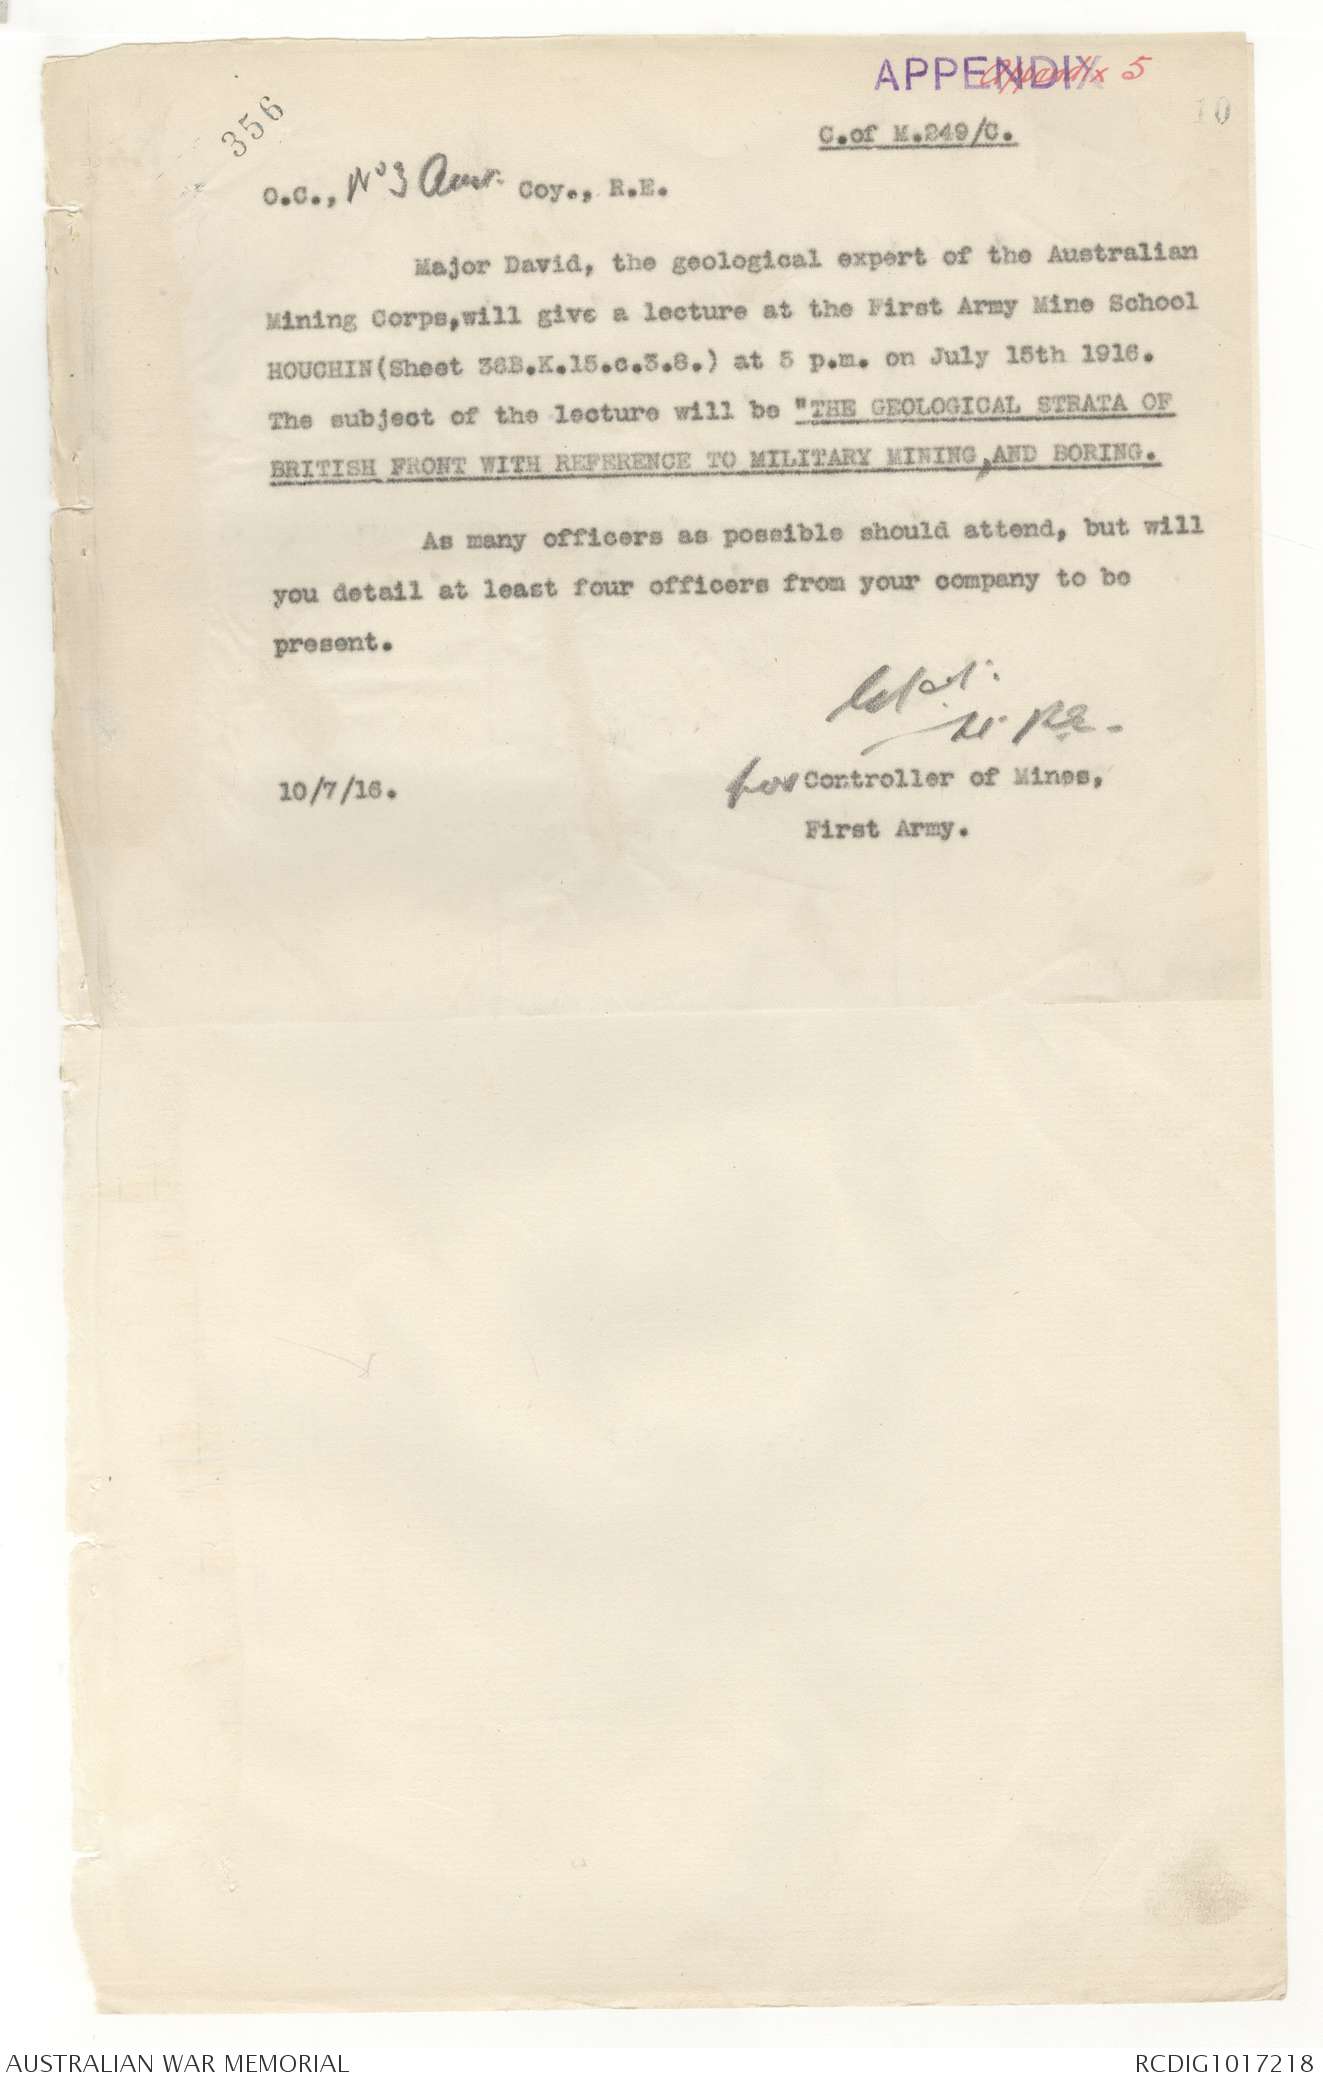 APPENDIX
Appendix 5
10
356
C.of M.249/C.
O.C., No 3 Aust. Coy., R.E.
Major David, the geological expert of the Australian
Mining Corps,will give a lecture at the First Army Mine School
HOUCHIN(Sheet 36B.K.15.c.3.8.) at 5 p.m. on July 15th 1916.
The subject of the lecture will be "THE GEOLOGICAL STRATA OF
BRITISH FRONT WITH REFERENCE TO MILITARY MINING,AND BORING.
As many officers as possible should attend, but will
you detail at least four officers from your company to be
present.
RE.
10/7/16.
for Controller of Mines,
First Army.
AUSTRALIAN WAR MEMORIAL
RCDIG1017218